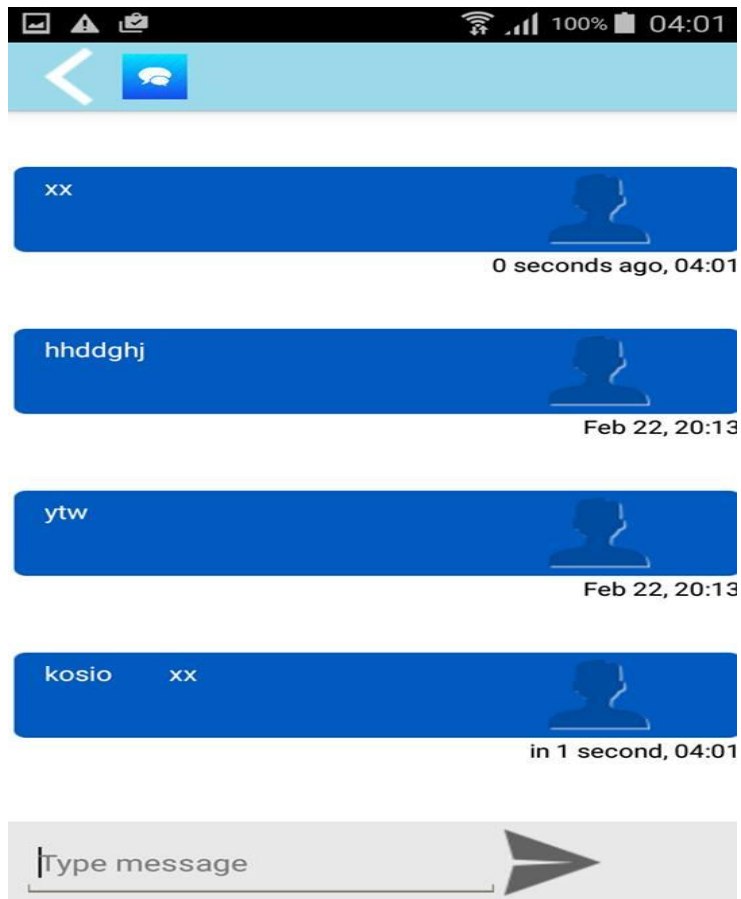 100% 04:01
xx
0 seconds ago, 04:01
hhddghj
Feb 22, 20:13
ytw
Feb 22, 20:13
kosio xx
in 1 second, 04:01
Type message